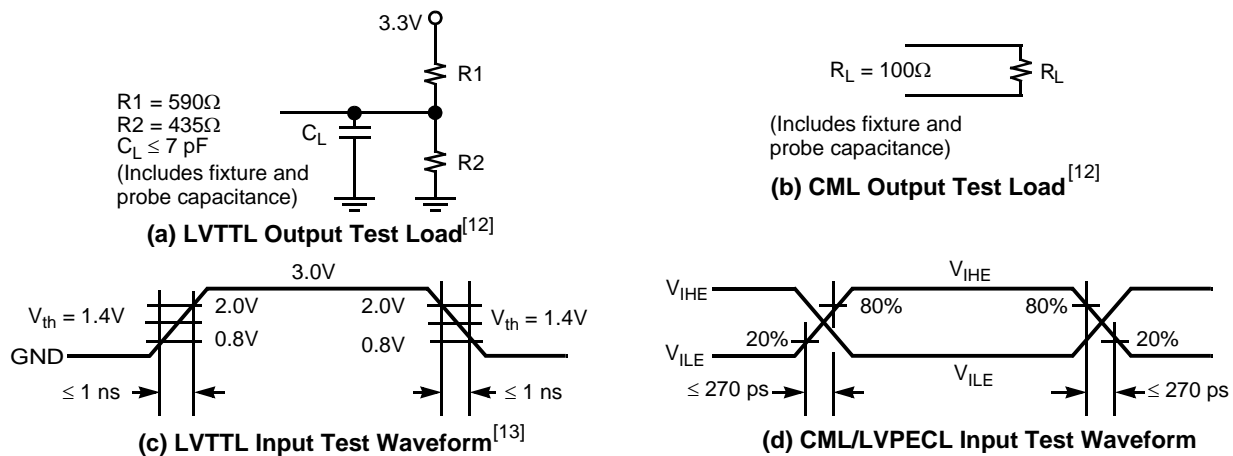 3.3V
R1
R1 = 590Ω
R2 = 435Ω
C_L ≤ 7 pF
(Includes fixture and
probe capacitance)
C_L
R2
(a) LVTTL Output Test Load[12]
R_L = 100Ω
R_L
(Includes fixture and
probe capacitance)
(b) CML Output Test Load[12]
3.0V
V_th = 1.4V
2.0V
0.8V
2.0V
0.8V
V_th = 1.4V
GND
≤ 1 ns
≤ 1 ns
(c) LVTTL Input Test Waveform[13]
V_IHE
V_IHE
80%
80%
20%
20%
V_ILE
V_ILE
≤ 270 ps
≤ 270 ps
(d) CML/LVPECL Input Test Waveform